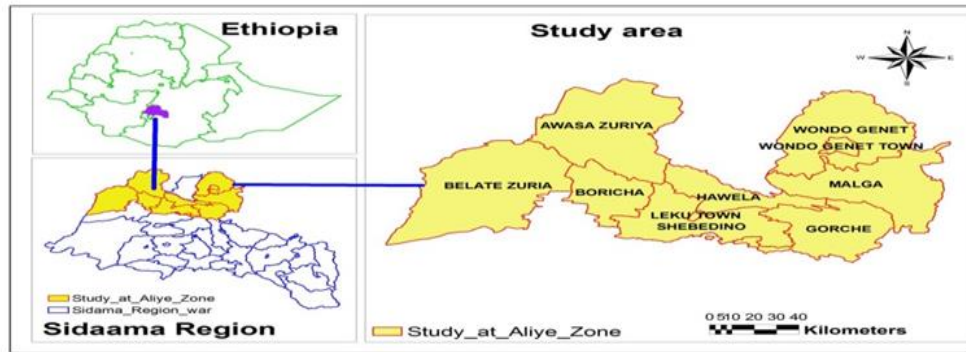 Ethiopia
Study_at_Aliye_Zone
Sidama_Region_war
Sidaama Region
Study area
N
W E
S
AWASA ZURIYA
WONDO GENET
WONDO GENET TOWN
BELATE ZURIA
BORICHA
HAWELA
MALGA
LEKU TOWN
SHEBEDINO
GORCHE
Study_at_Aliye_Zone
0 5 10 20 30 40
Kilometers